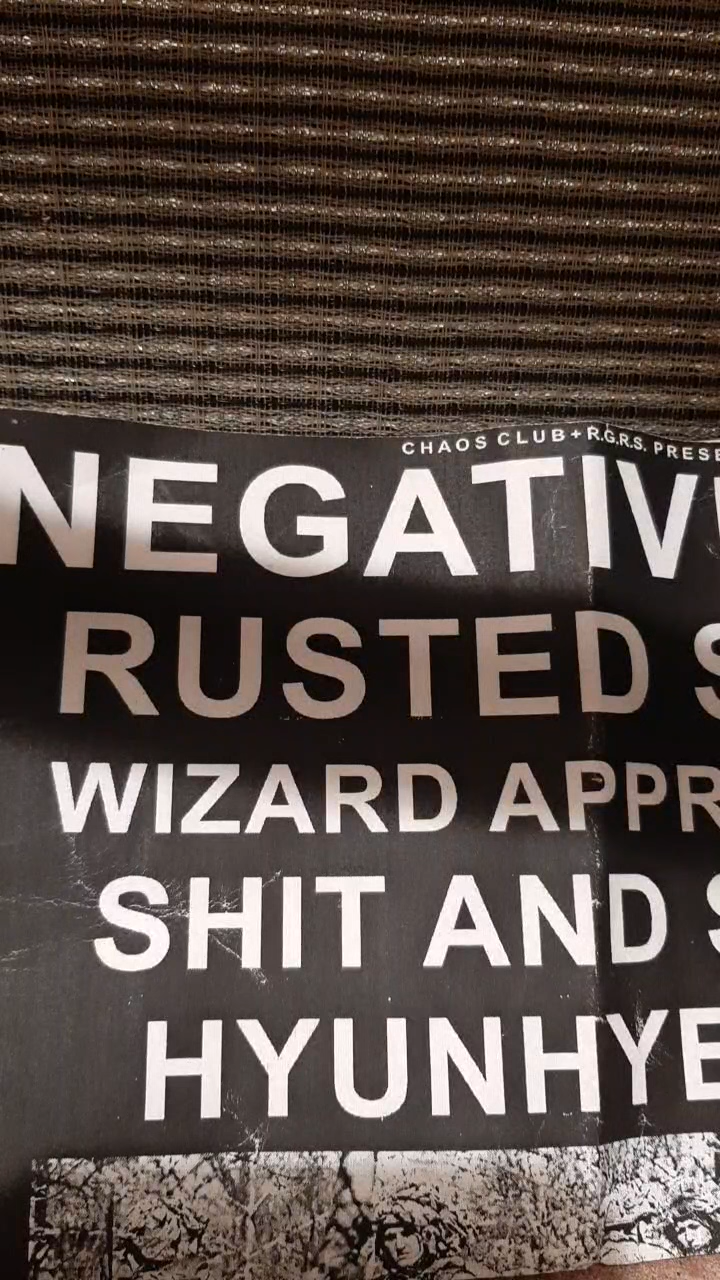 CHAOS CLUB + R.G.R.S. PRESE
NEGATIV
RUSTED S
WIZARD APPR
SHIT AND S
HYUNHYE